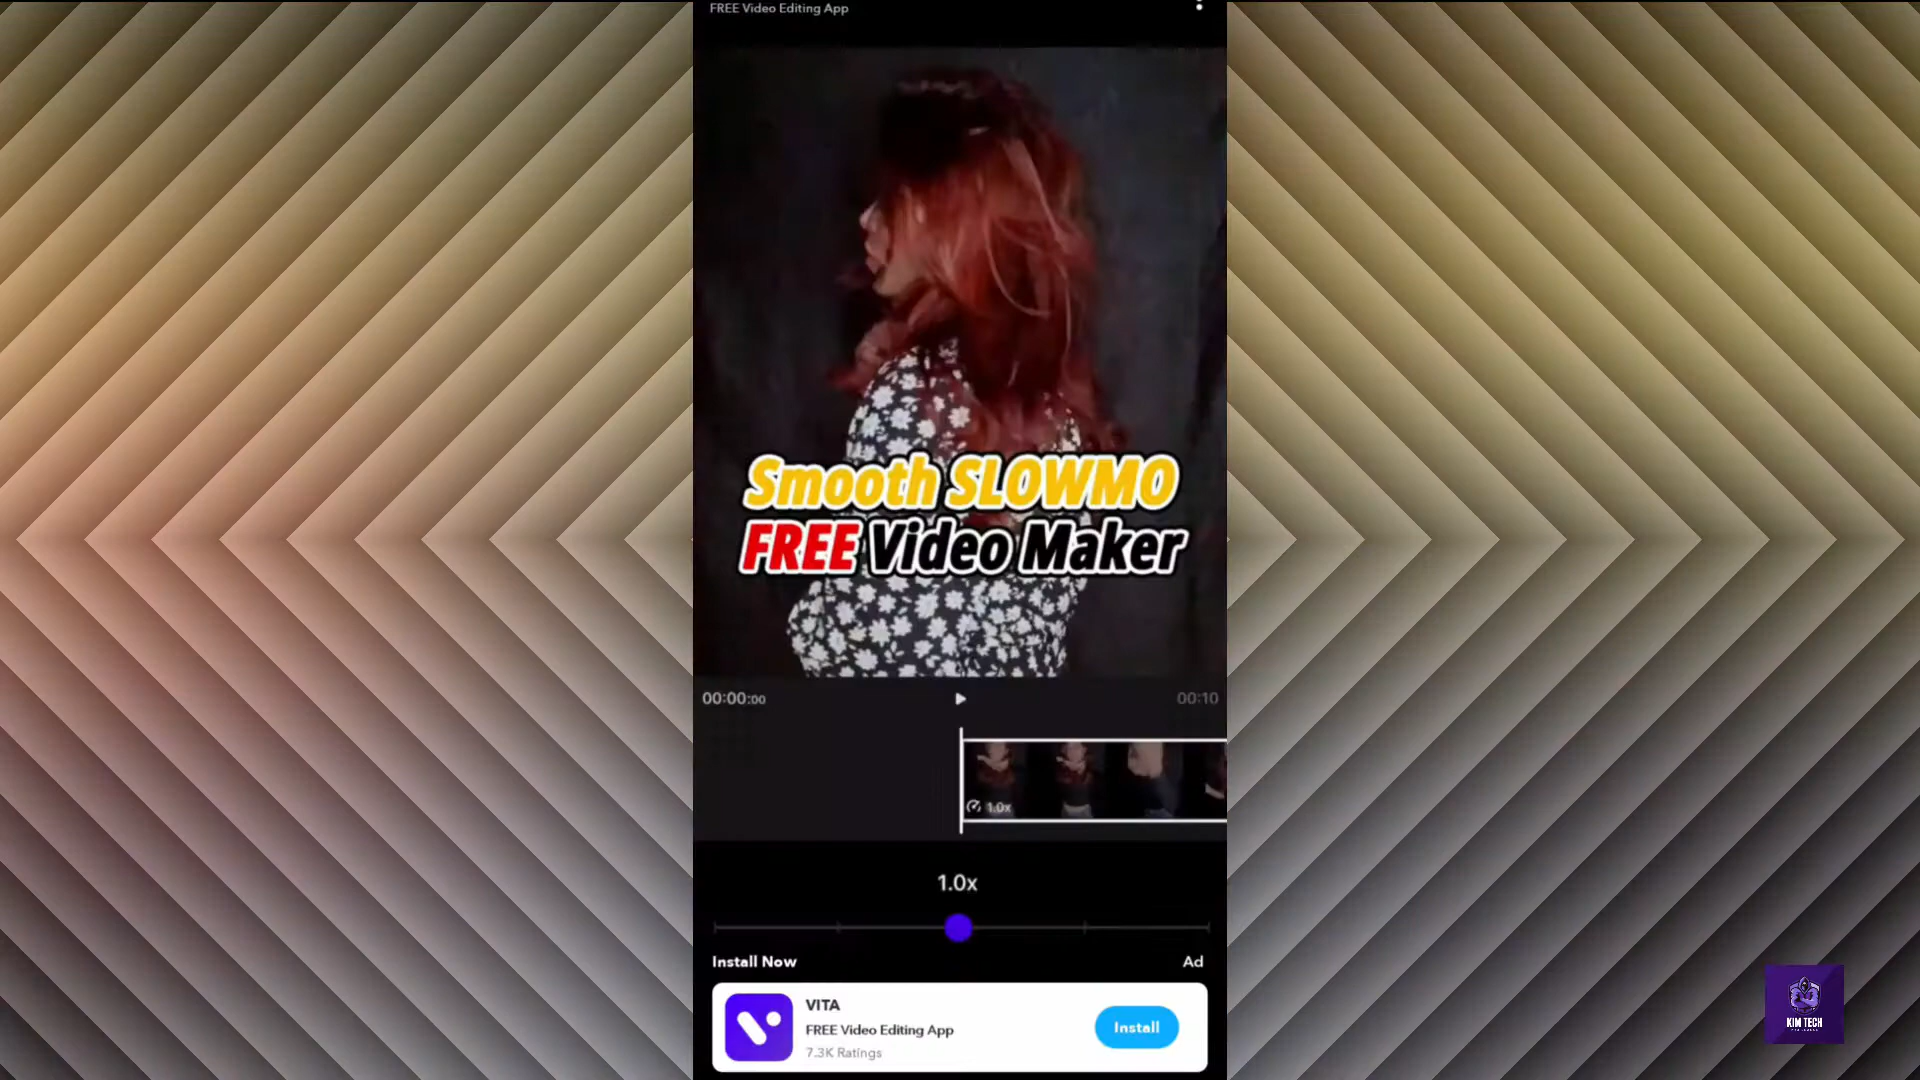 FREE Video Editing App
Smooth SLOWMO
FREE Video Maker
00:00:00
00:10
1.0x
1.0x
Install Now
Ad
VITA
FREE Video Editing App
7.3K Ratings
Install
KIM TECH